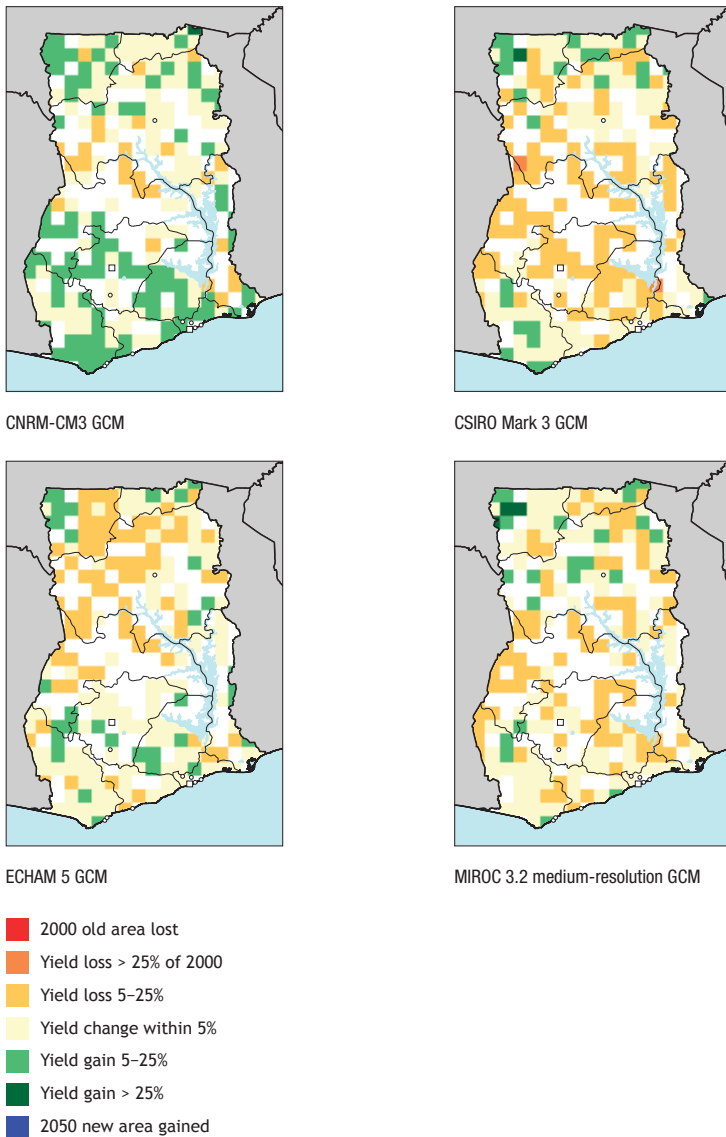 CNRM-CM3 GCM
CSIRO Mark 3 GCM
ECHAM 5 GCM
MIROC 3.2 medium-resolution GCM
2000 old area lost
Yield loss > 25% of 2000
Yield loss 5–25%
Yield change within 5%
Yield gain 5–25%
Yield gain > 25%
2050 new area gained